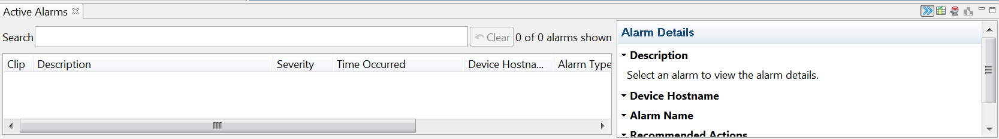 Active Alarms
Search Clear 0 of 0 alarms shown
Clip Description Severity Time Occurred Device Hostna... Alarm Type
Alarm Details
Description
Select an alarm to view the alarm details.
Device Hostname
Alarm Name
Recommended Actions